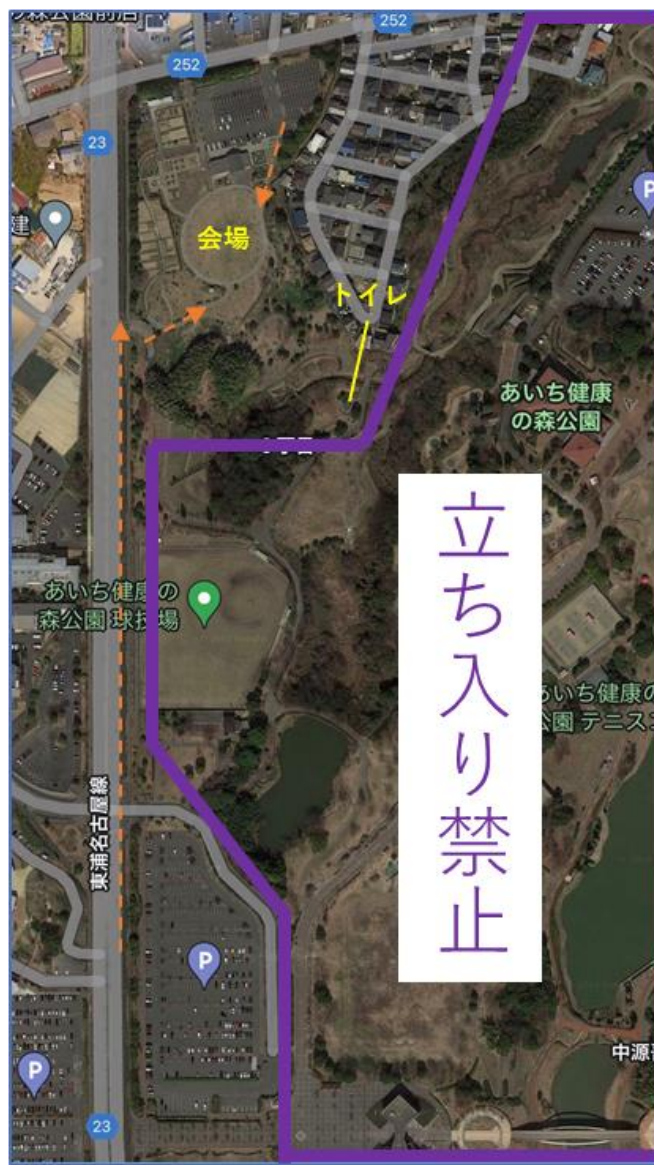 252
252
23
会場
トイレ
P
あいち健康
の森公園
立ち入り禁止
あいち健康の
森公園 球技場
あいち健康の
公園 テニスコ
東浦名古屋線
P
P
23